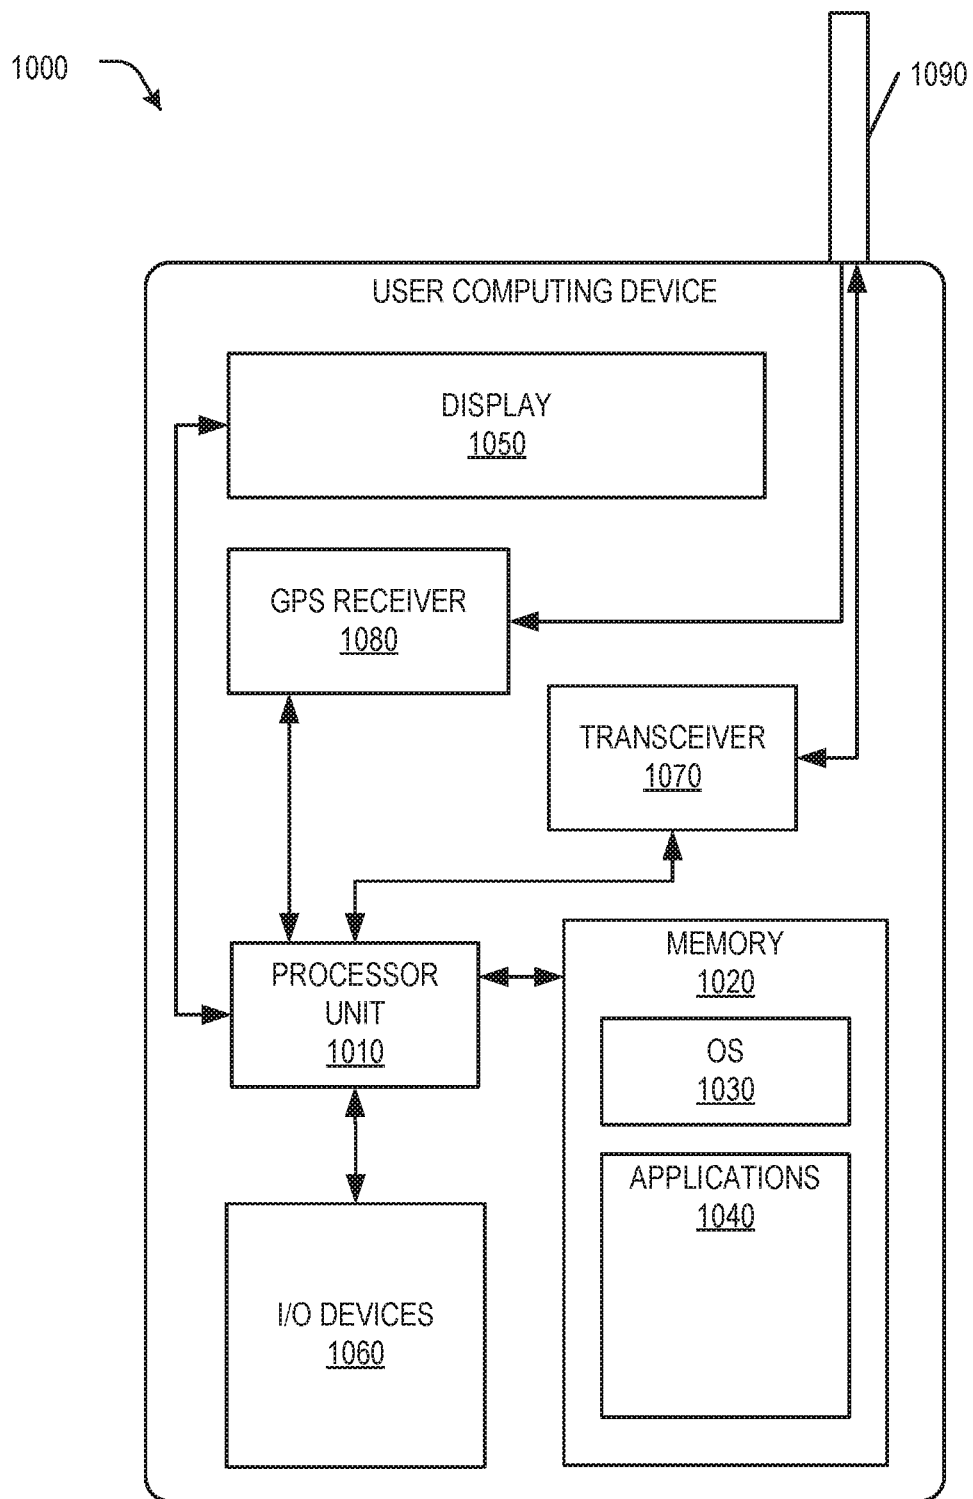 1000
1090
USER COMPUTING DEVICE
DISPLAY
1050
GPS RECEIVER
1080
TRANSCEIVER
1070
PROCESSOR
UNIT
1010
MEMORY
1020
OS
1030
APPLICATIONS
1040
I/O DEVICES
1060